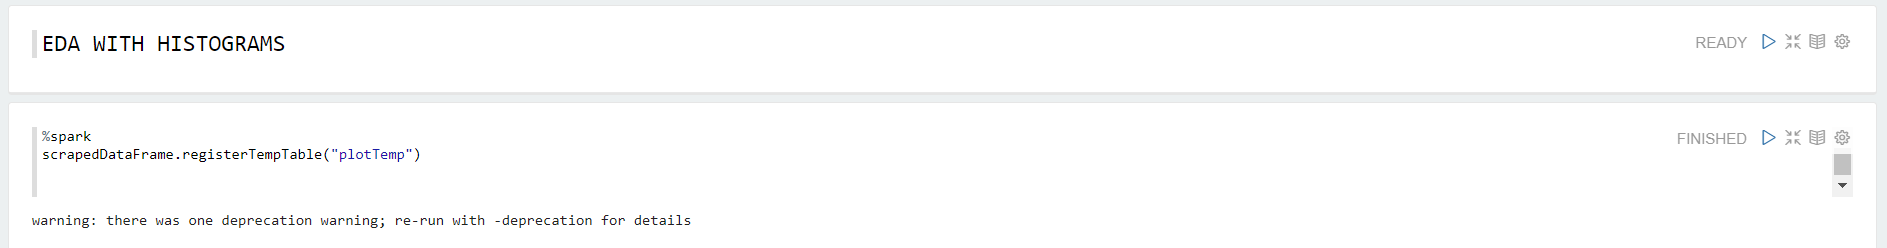 EDA WITH HISTOGRAMS
READY
%spark
FINISHED
scrapedDataFrame.registerTempTable("plotTemp")
warning: there was one deprecation warning; re-run with -deprecation for details